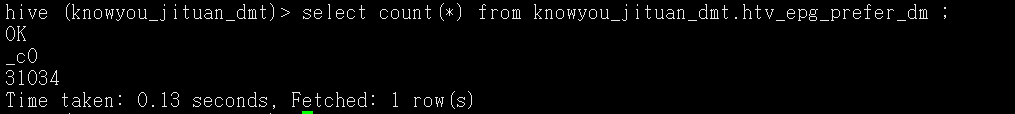 hive (knowyou_jituan_dmt)> select count(*) from knowyou_jituan_dmt.htv_epg_prefer_dm ;
OK
_c0
31034
Time taken: 0.13 seconds, Fetched: 1 row(s)